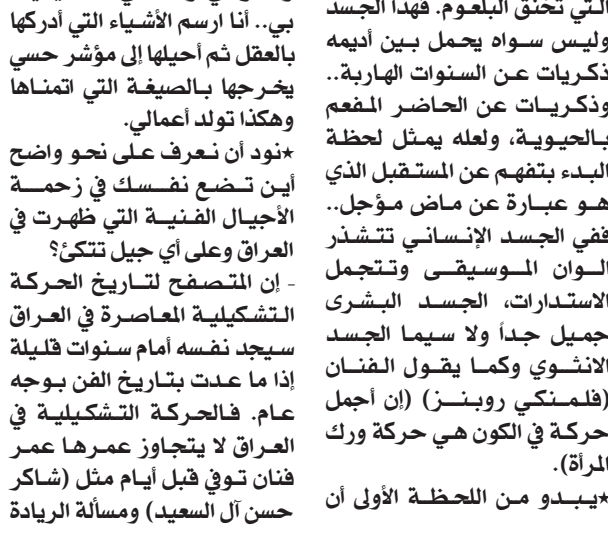 التي تخنق البلعوم. فهذا الجسد
وليس سواه يحمل بين أديمه
ذكريات عن السنوات الهاربة..
وذكريات عن الحاضر المفعم
بالحيوية، ولعله يمثل لحظة
البدء بتفهم عن المستقبل الذي
هو عبارة عن ماض مؤجل..
ففي الجسد الإنساني تتشذر
الوان الموسيقى وتتجمل
الاستدارات، الجسد البشرى
جميل جداً ولا سيما الجسد
الانثوي وكما يقول الفنان
(فلمنكي روبنز) (إن أجمل
حركة في الكون هي حركة ورك
المرأة).
*يبدو من اللحظة الأولى أن
بي.. أنا ارسم الأشياء التي أدركها
بالعقل ثم أحيلها إلى مؤشر حسي
يخرجها بالصيغة التي اتمناها
وهكذا تولد أعمالي.
*نود أن نعرف على نحو واضح
أين تضع نفسك في زحمة
الأجيال الفنية التي ظهرت في
العراق وعلى أي جيل تتكئ؟
- إن المتصفح لتاريخ الحركة
التشكيلية المعاصرة في العراق
سيجد نفسه أمام سنوات قليلة
إذا ما عدت بتاريخ الفن بوجه
عام. فالحركة التشكيلية في
العراق لا يتجاوز عمرها عمر
فنان توفي قبل أيام مثل (شاكر
حسن آل السعيد) ومسألة الريادة